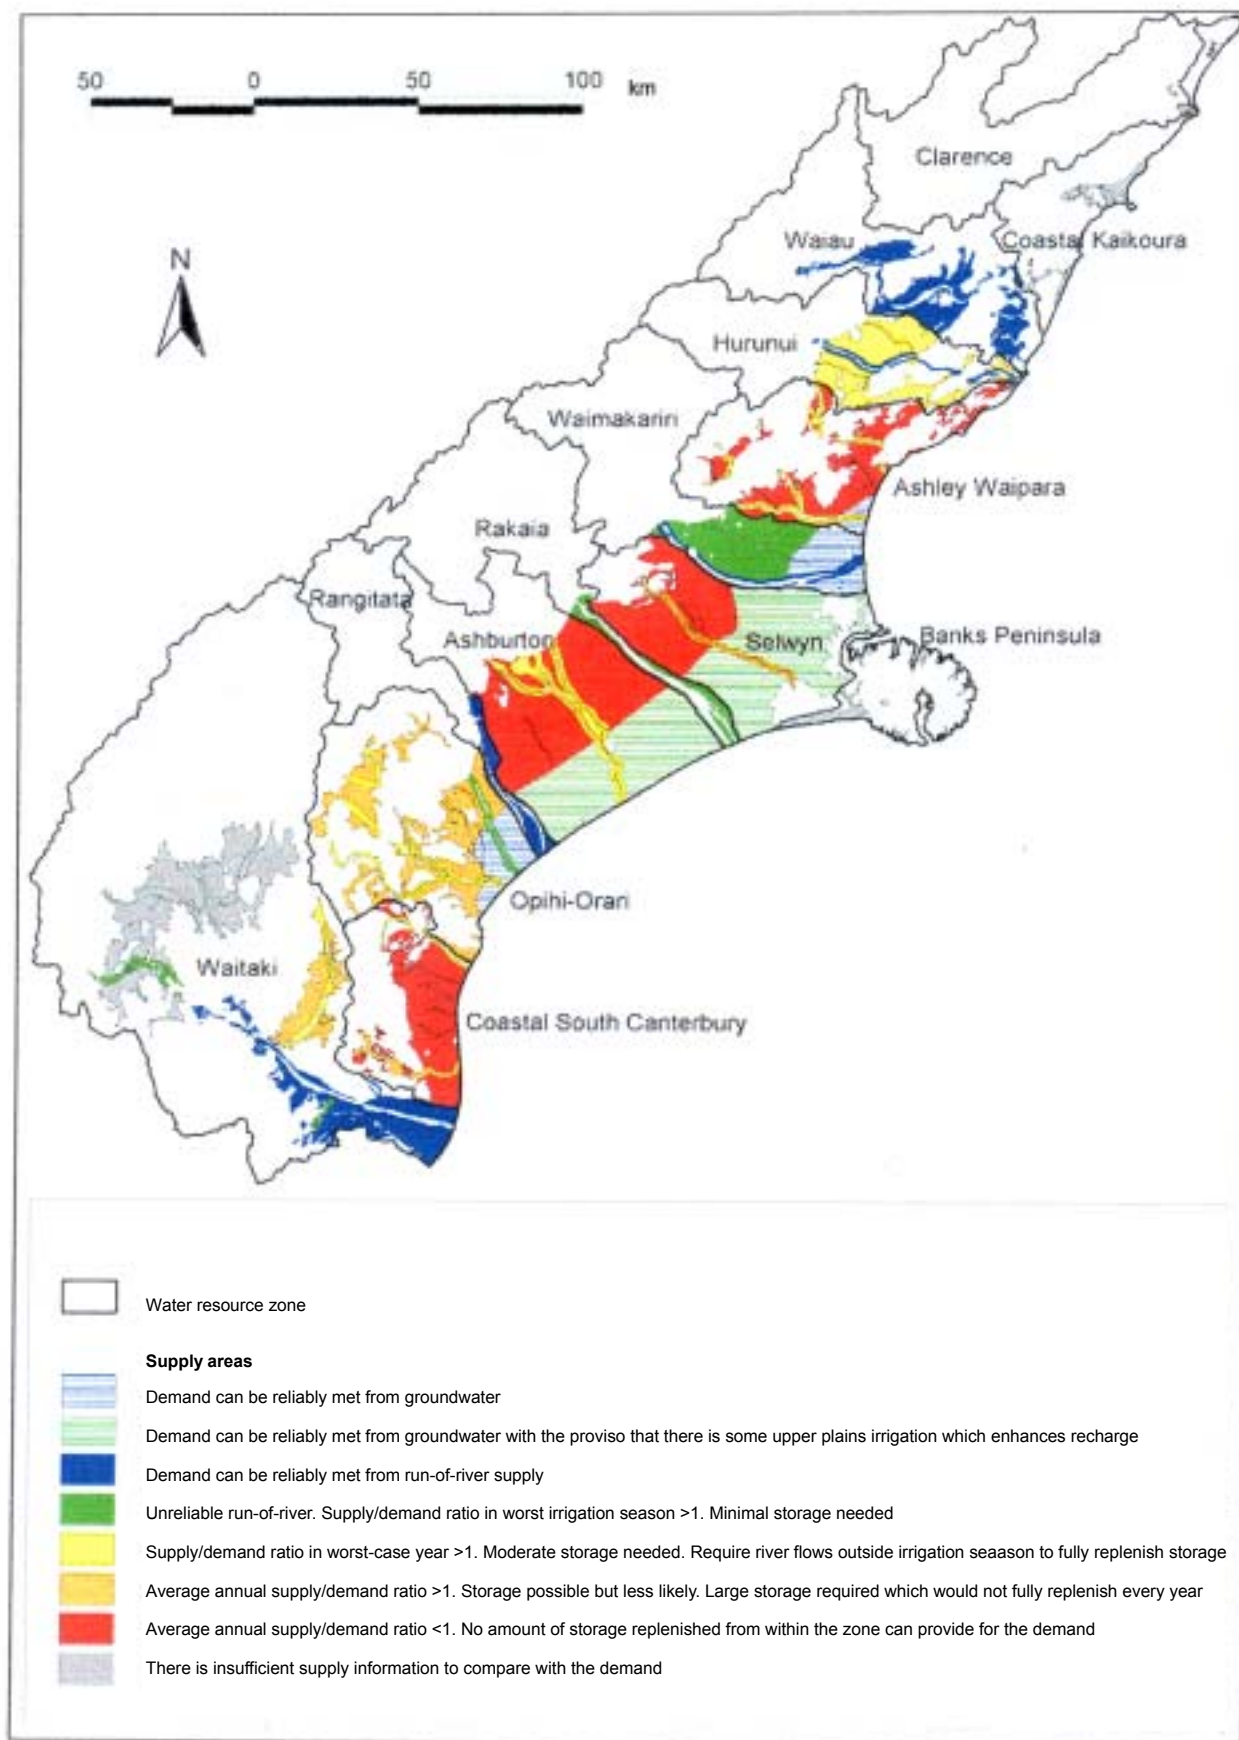 50 0 50 100 km
N
Clarence
Waiau
Coastal Kaikoura
Hurunui
Waimakariri
Ashley Waipara
Rakaia
Rangitata
Ashburton
Selwyn
Banks Peninsula
Opihi-Orari
Waitaki
Coastal South Canterbury
Water resource zone
Supply areas
Demand can be reliably met from groundwater
Demand can be reliably met from groundwater with the proviso that there is some upper plains irrigation which enhances recharge
Demand can be reliably met from run-of-river supply
Unreliable run-of-river. Supply/demand ratio in worst irrigation season >1. Minimal storage needed
Supply/demand ratio in worst-case year >1. Moderate storage needed. Require river flows outside irrigation seaason to fully replenish storage
Average annual supply/demand ratio >1. Storage possible but less likely. Large storage required which would not fully replenish every year
Average annual supply/demand ratio <1. No amount of storage replenished from within the zone can provide for the demand
There is insufficient supply information to compare with the demand